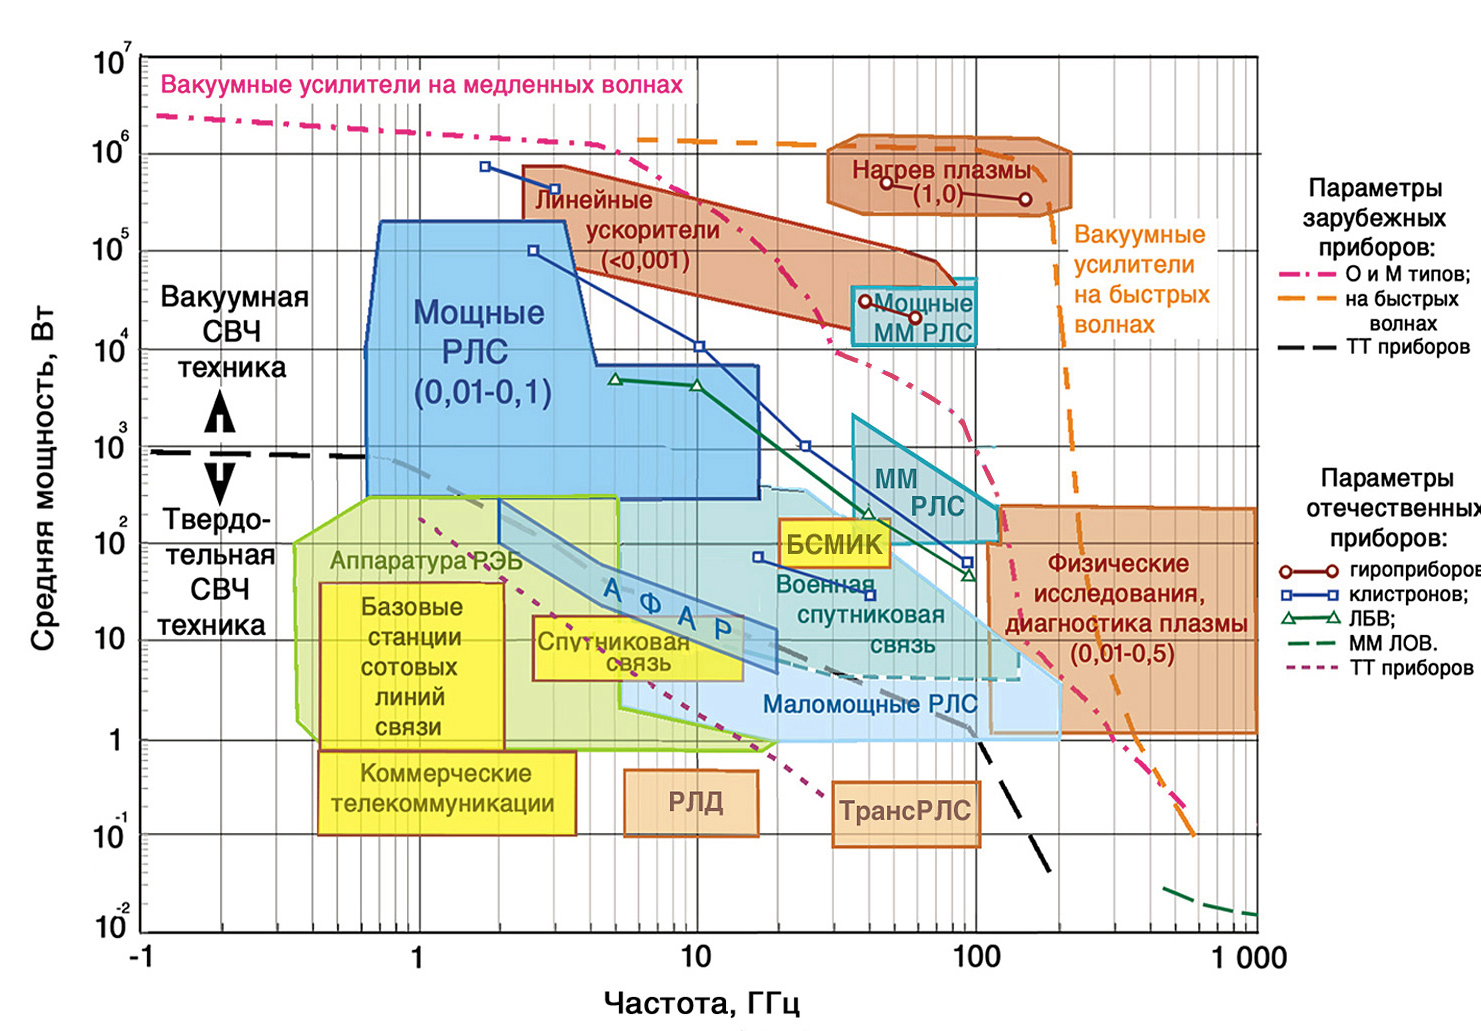 10⁷
Вакуумные усилители на медленных волнах
10⁶
10⁵
10⁴
10³
10²
10
1
10⁻¹
10⁻²
Средняя мощность, Вт
Вакуумная
СВЧ
техника
Твердо-
тельная
СВЧ
техника
Нагрев плазмы
(1,0)
Линейные
ускорители
(<0,001)
Вакуумные
усилители
на быстрых
волнах
Мощные
РЛС
(0,01-0,1)
Мощные
ММ РЛС
ММ
РЛС
БСМИК
Аппаратура РЭБ
АФАР
Военная
спутниковая
связь
Физические
исследования,
диагностика плазмы
(0,01-0,5)
Базовые
станции
сотовых
линий
связи
Спутниковая
связь
Маломощные РЛС
Коммерческие
телекоммуникации
РЛД
ТрансРЛС
-1
1
10
100
1 000
Частота, ГГц
Параметры
зарубежных
приборов:
О и М типов;
на быстрых
волнах
ТТ приборов
Параметры
отечественных
приборов:
гироприборов
клистронов;
ЛБВ;
ММ ЛОВ.
ТТ приборов